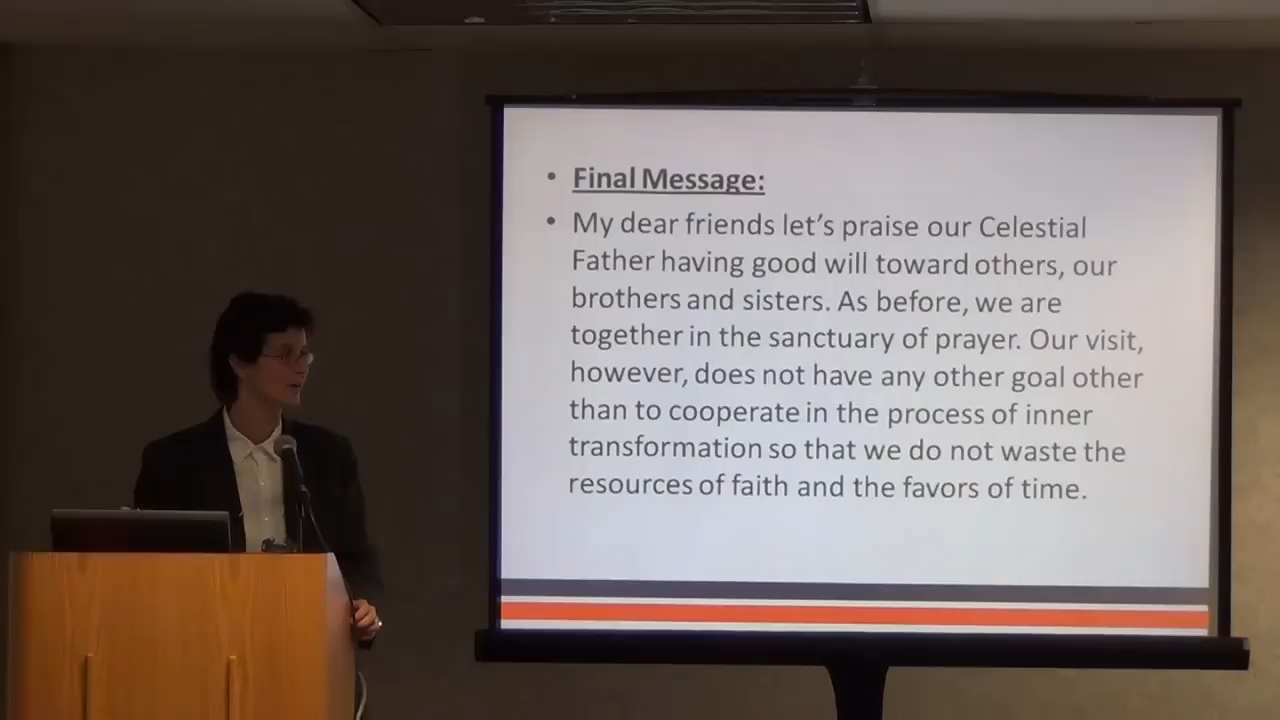 • Final Message:
• My dear friends let’s praise our Celestial
Father having good will toward others, our
brothers and sisters. As before, we are
together in the sanctuary of prayer. Our visit,
however, does not have any other goal other
than to cooperate in the process of inner
transformation so that we do not waste the
resources of faith and the favors of time.